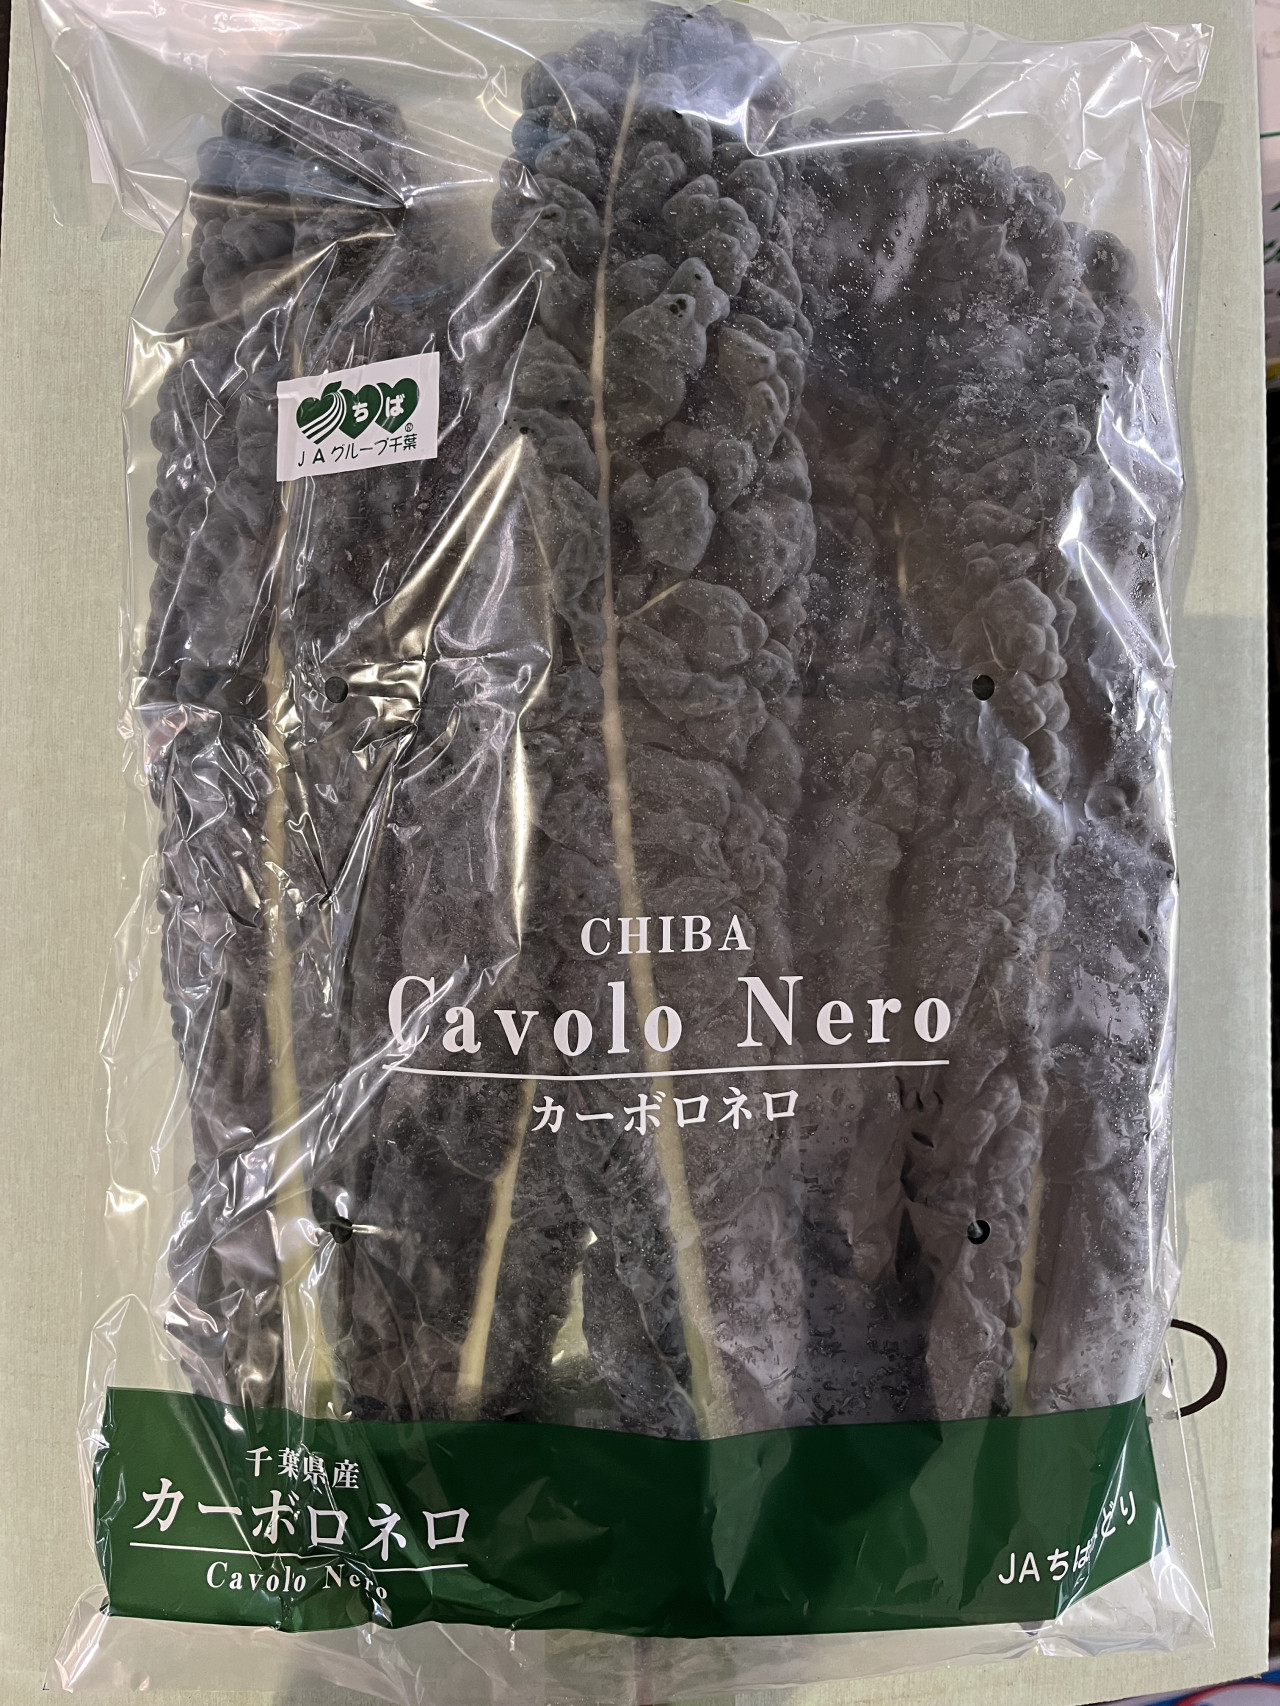 ちば
JAグループ千葉
CHIBA
Cavolo Nero
カーボロネロ
千葉県産
カーボロネロ
Cavolo Nero
JAちばみどり